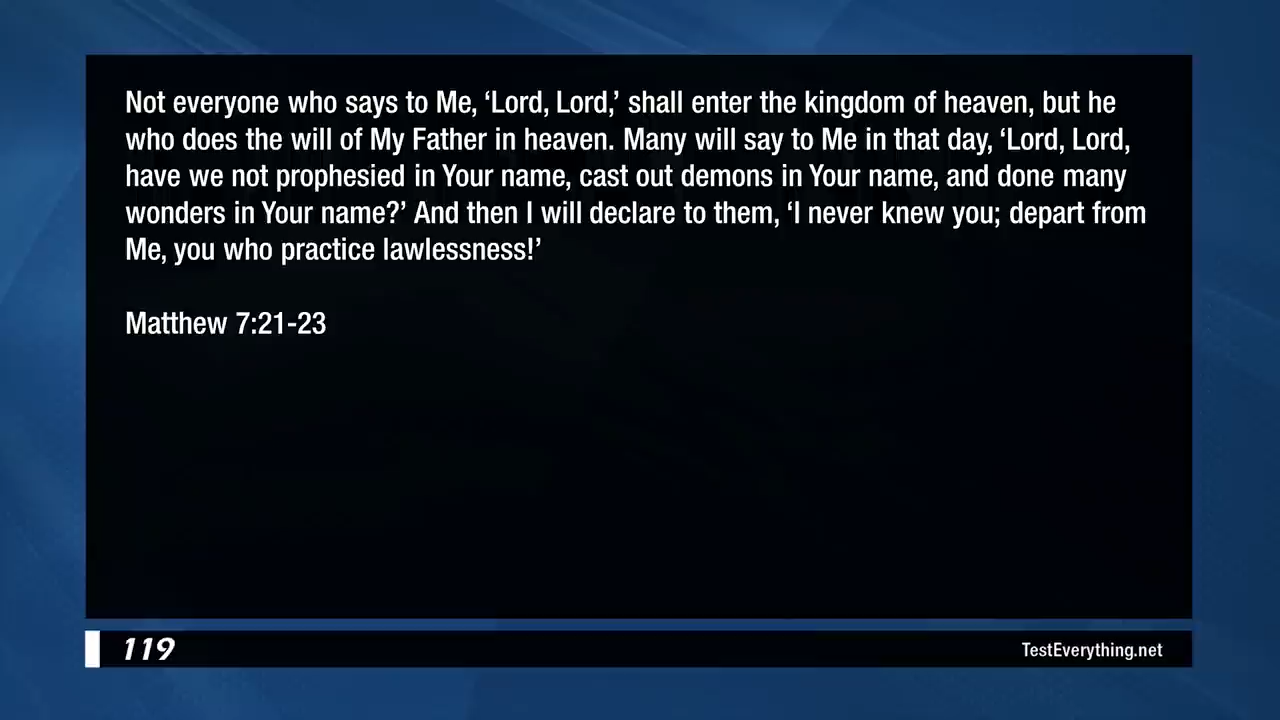 Not everyone who says to Me, ‘Lord, Lord,’ shall enter the kingdom of heaven, but he
who does the will of My Father in heaven. Many will say to Me in that day, ‘Lord, Lord,
have we not prophesied in Your name, cast out demons in Your name, and done many
wonders in Your name?’ And then I will declare to them, ‘I never knew you; depart from
Me, you who practice lawlessness!’
Matthew 7:21-23
119
TestEverything.net